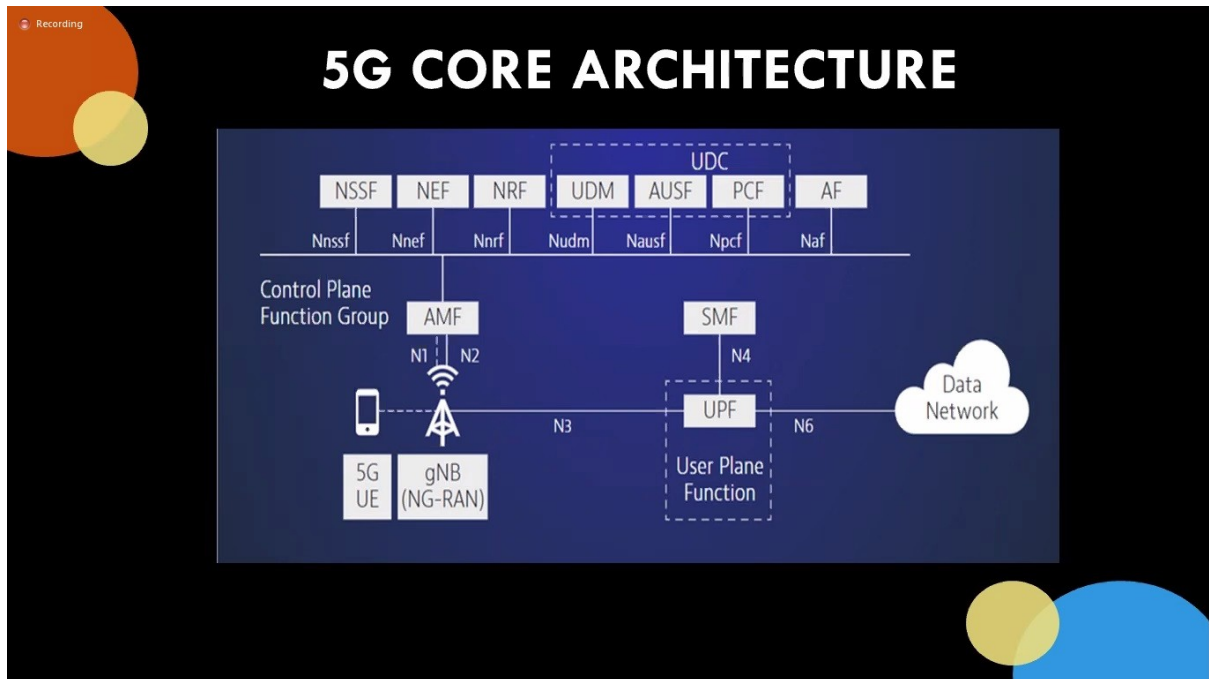 Recording
5G CORE ARCHITECTURE
UDC
NSSF NEF NRF UDM AUSF PCF AF
Nnssf Nnef Nnrf Nudm Nausf Npcf Naf
Control Plane
Function Group
AMF SMF
N1 N2 N4
Data
Network
UPF
N3 N6
5G
UE
gNB
(NG-RAN)
User Plane
Function